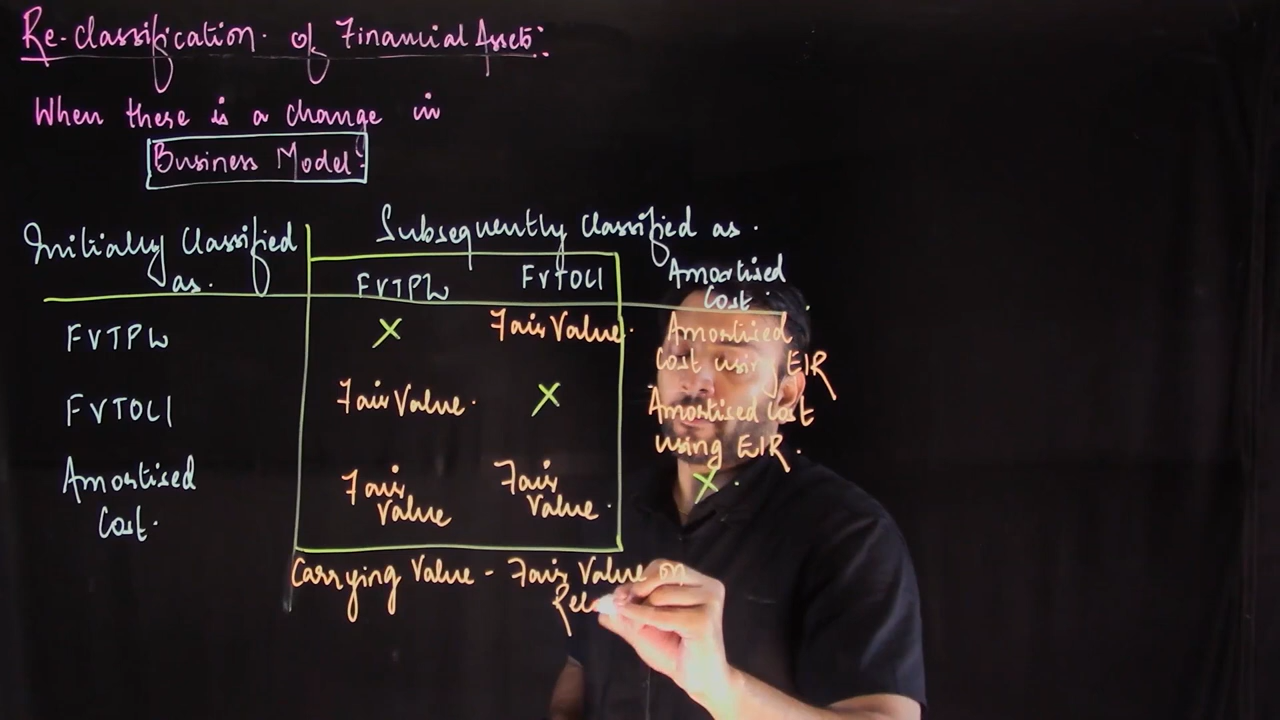 Re-classification of Financial Assets:
When there is a change in
Business Model:
Initially Classified as.
Subsequently Classified as.
FVTPL
FVTOCI
Amortised Cost.
FVTPL
X
Fair Value.
Amortised Cost using EIR
FVTOCI
Fair Value.
X
Amortised Cost using EIR.
Amortised Cost.
Fair Value
Fair Value.
X.
Carrying Value - Fair Value on